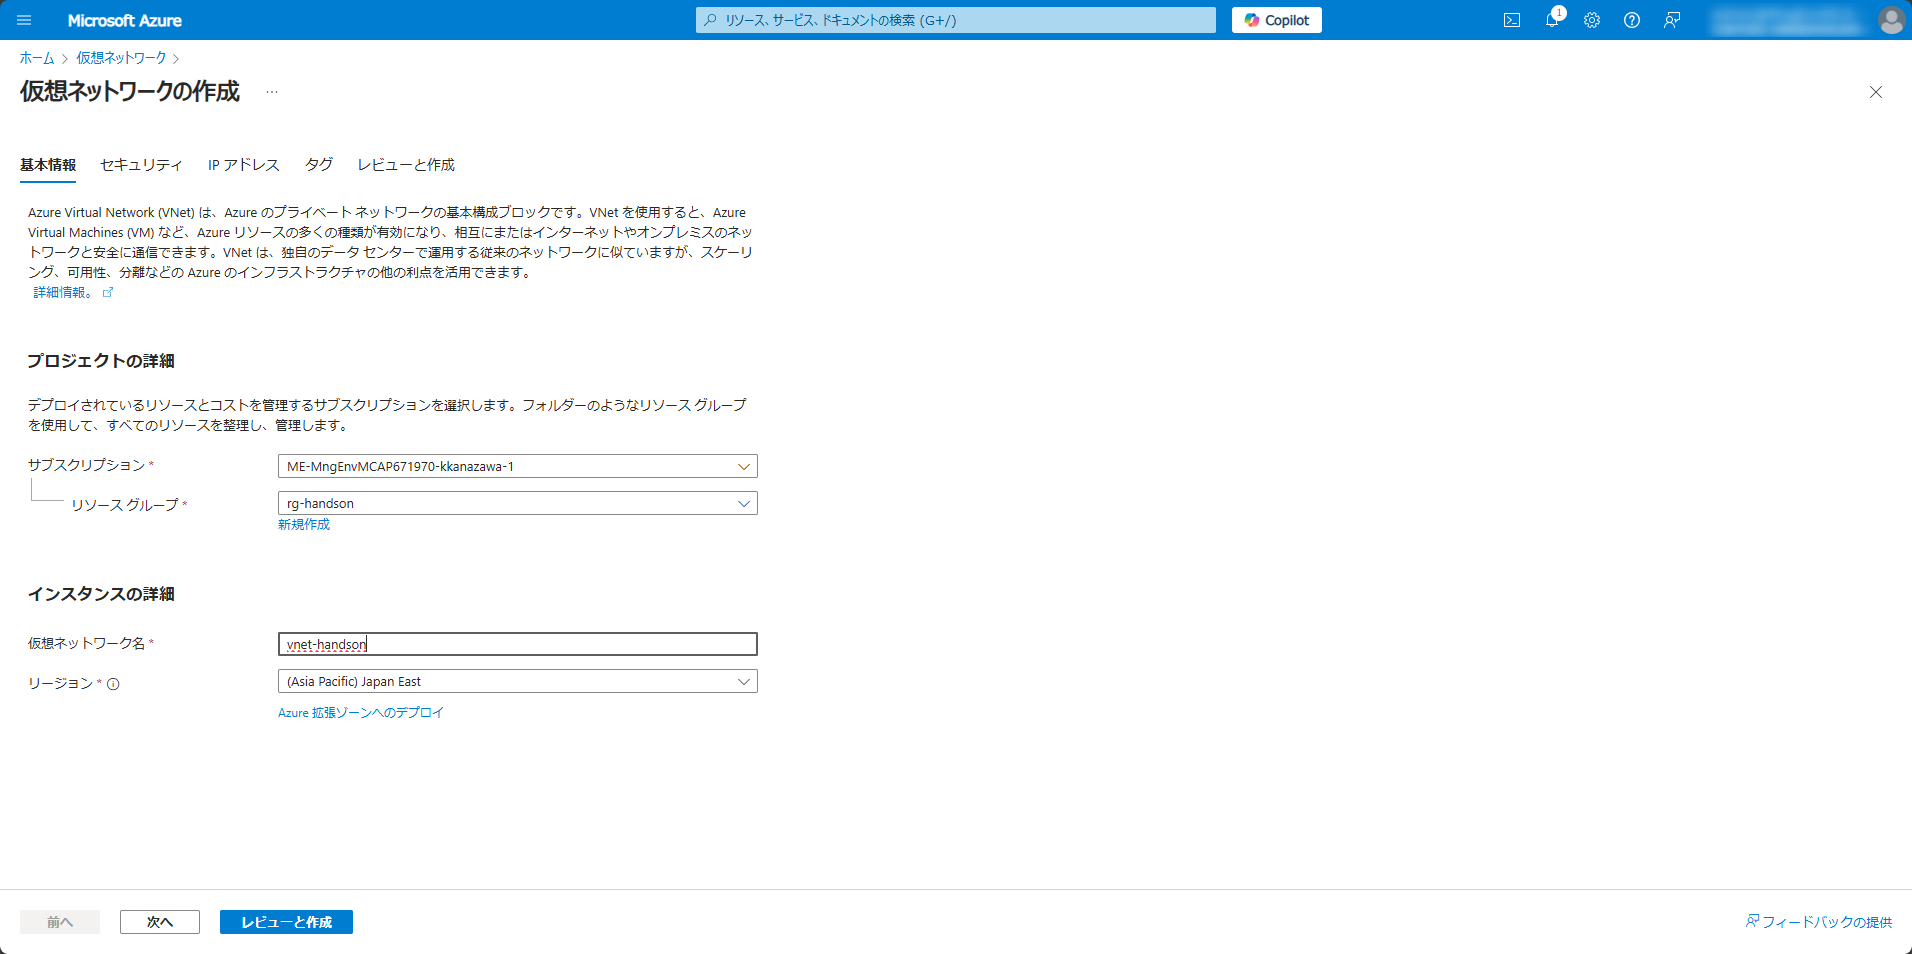 Microsoft Azure
リソース、サービス、ドキュメントの検索 (G+/)
Copilot
1
ホーム > 仮想ネットワーク >
仮想ネットワークの作成 …
基本情報 セキュリティ IP アドレス タグ レビューと作成
Azure Virtual Network (VNet) は、Azure のプライベート ネットワークの基本構成ブロックです。VNet を使用すると、Azure
Virtual Machines (VM) など、Azure リソースの多くの種類が有効になり、相互にまたはインターネットやオンプレミスのネッ
トワークと安全に通信できます。VNet は、独自のデータ センターで運用する従来のネットワークに似ていますが、スケーリ
ング、可用性、分離などの Azure のインフラストラクチャの他の利点を活用できます。
詳細情報。
プロジェクトの詳細
デプロイされているリソースとコストを管理するサブスクリプションを選択します。フォルダーのようなリソース グループ
を使用して、すべてのリソースを整理し、管理します。
サブスクリプション *
ME-MngEnvMCAP671970-kkanazawa-1
リソース グループ *
rg-handson
新規作成
インスタンスの詳細
仮想ネットワーク名 *
vnet-handson
リージョン *
(Asia Pacific) Japan East
Azure 拡張ゾーンへのデプロイ
前へ
次へ
レビューと作成
フィードバックの提供